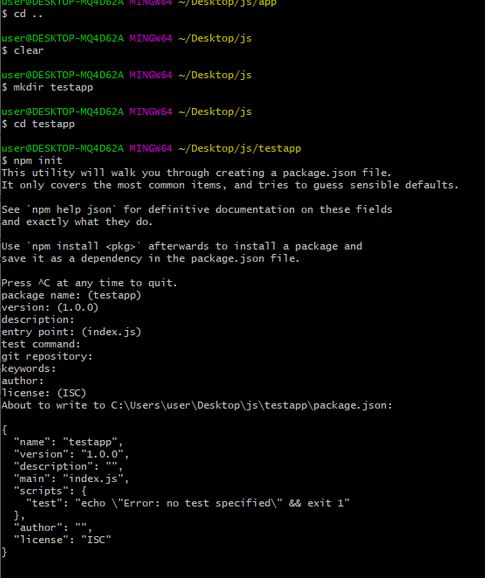 user@DESKTOP-MQ4D62A MINGW64 ~/Desktop/js/app
$ cd ..
user@DESKTOP-MQ4D62A MINGW64 ~/Desktop/js
$ clear
user@DESKTOP-MQ4D62A MINGW64 ~/Desktop/js
$ mkdir testapp
user@DESKTOP-MQ4D62A MINGW64 ~/Desktop/js
$ cd testapp
user@DESKTOP-MQ4D62A MINGW64 ~/Desktop/js/testapp
$ npm init
This utility will walk you through creating a package.json file.
It only covers the most common items, and tries to guess sensible defaults.
See `npm help json` for definitive documentation on these fields
and exactly what they do.
Use `npm install <pkg>` afterwards to install a package and
save it as a dependency in the package.json file.
Press ^C at any time to quit.
package name: (testapp)
version: (1.0.0)
description:
entry point: (index.js)
test command:
git repository:
keywords:
author:
license: (ISC)
About to write to C:\Users\user\Desktop\js\testapp\package.json:
{
  "name": "testapp",
  "version": "1.0.0",
  "description": "",
  "main": "index.js",
  "scripts": {
    "test": "echo \"Error: no test specified\" && exit 1"
  },
  "author": "",
  "license": "ISC"
}